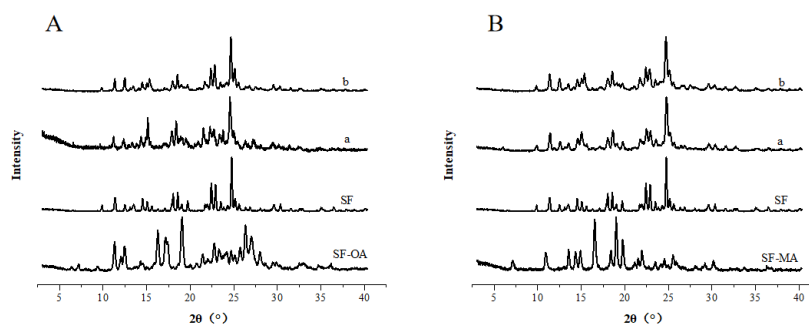 A
b
a
SF
SF-OA
Intensity
5 10 15 20 25 30 35 40
2θ（○）
B
b
a
SF
SF-MA
Intensity
5 10 15 20 25 30 35 40
2θ（○）